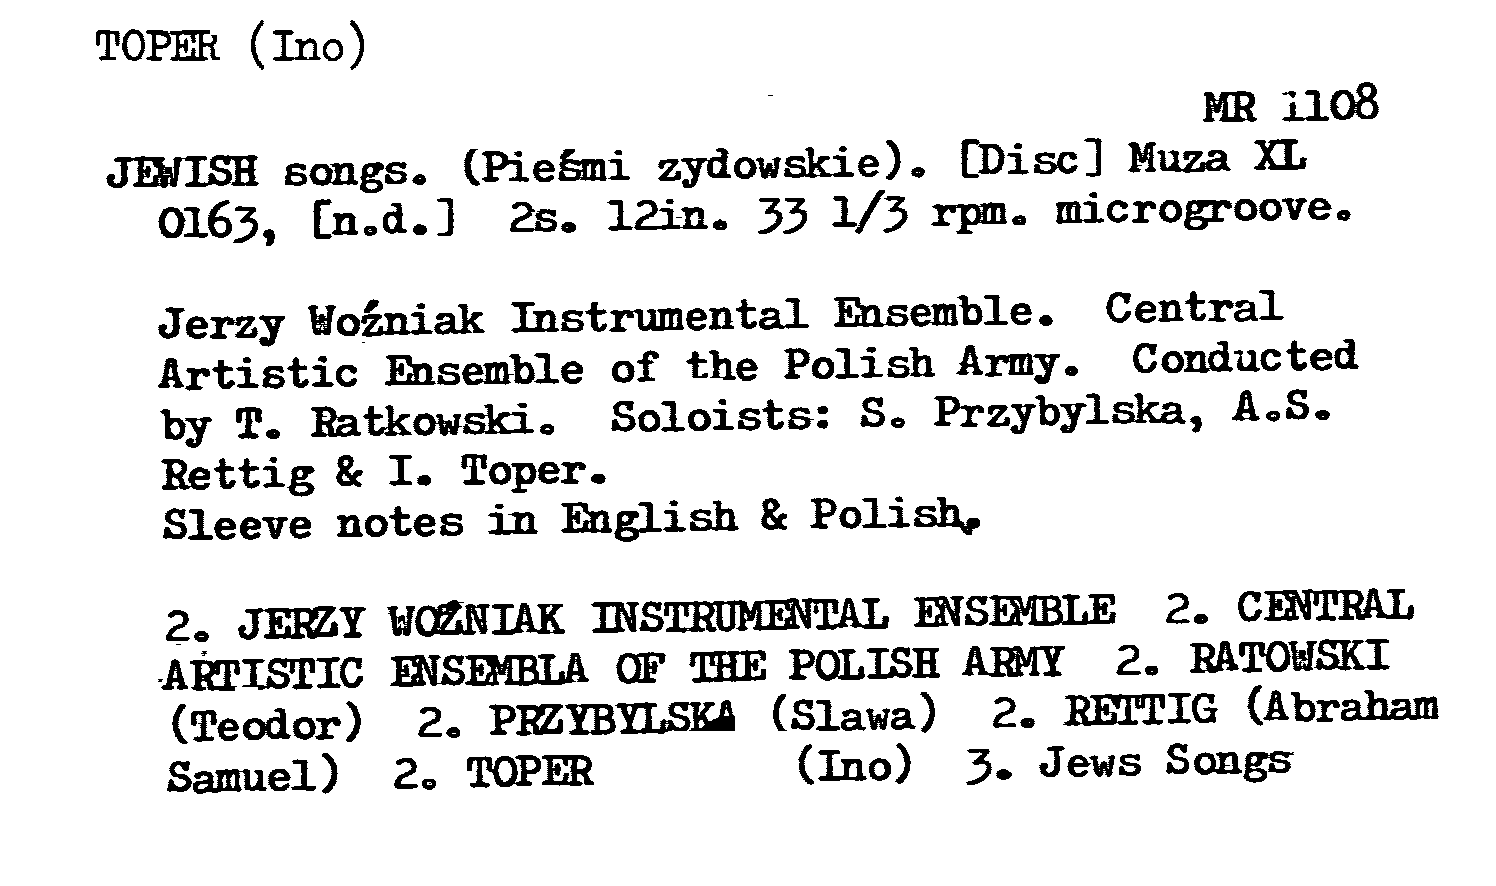 TOPER (Ino)
MR 1108
JEWISH songs. (Pieśmi zydowskie). [Disc] Muza XL
0163, [n.d.] 2s. 12in. 33 1/3 rpm. microgroove.
Jerzy Woźniak Instrumental Ensemble. Central
Artistic Ensemble of the Polish Army. Conducted
by T. Ratkowski. Soloists: S. Przybylska, A.S.
Rettig & I. Toper.
Sleeve notes in English & Polish.
2. JERZY WOŹNIAK INSTRUMENTAL ENSEMBLE 2. CENTRAL
ARTISTIC ENSEMBLA OF THE POLISH ARMY 2. RATOWSKI
(Teodor) 2. PRZYBYLSKA (Slawa) 2. RETTIG (Abraham
Samuel) 2. TOPER (Ino) 3. Jews Songs